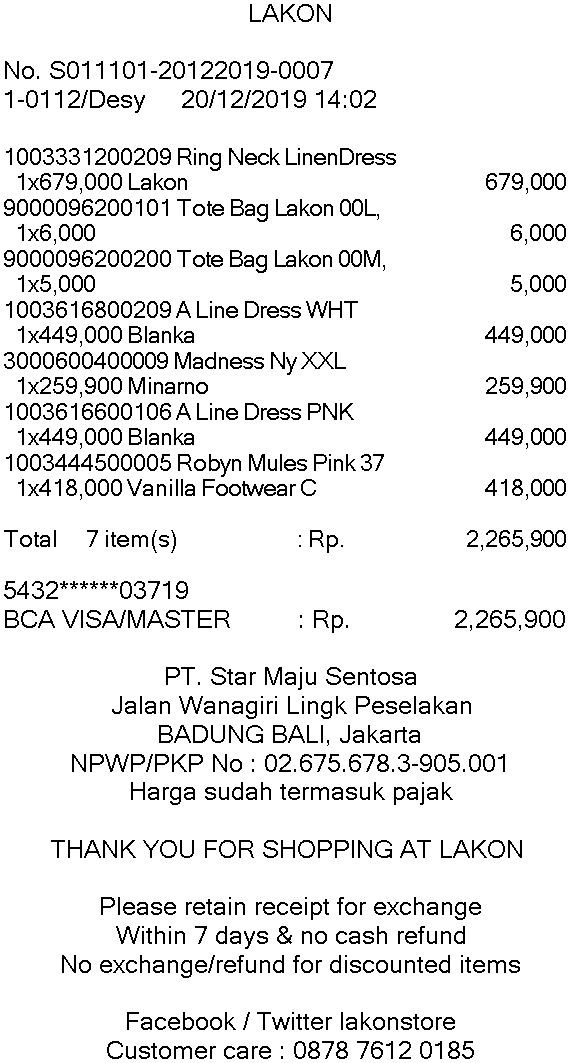 LAKON
No. S011101-20122019-0007
1-0112/Desy 20/12/2019 14:02
1003331200209 Ring Neck LinenDress
1x679,000 Lakon 679,000
9000096200101 Tote Bag Lakon 00L,
1x6,000 6,000
9000096200200 Tote Bag Lakon 00M,
1x5,000 5,000
1003616800209 A Line Dress WHT
1x449,000 Blanka 449,000
3000600400009 Madness Ny XXL
1x259,900 Minarno 259,900
1003616600106 A Line Dress PNK
1x449,000 Blanka 449,000
1003444500005 Robyn Mules Pink 37
1x418,000 Vanilla Footwear C 418,000
Total 7 item(s) : Rp. 2,265,900
5432******03719
BCA VISA/MASTER : Rp. 2,265,900
PT. Star Maju Sentosa
Jalan Wanagiri Lingk Peselakan
BADUNG BALI, Jakarta
NPWP/PKP No : 02.675.678.3-905.001
Harga sudah termasuk pajak
THANK YOU FOR SHOPPING AT LAKON
Please retain receipt for exchange
Within 7 days & no cash refund
No exchange/refund for discounted items
Facebook / Twitter lakonstore
Customer care : 0878 7612 0185